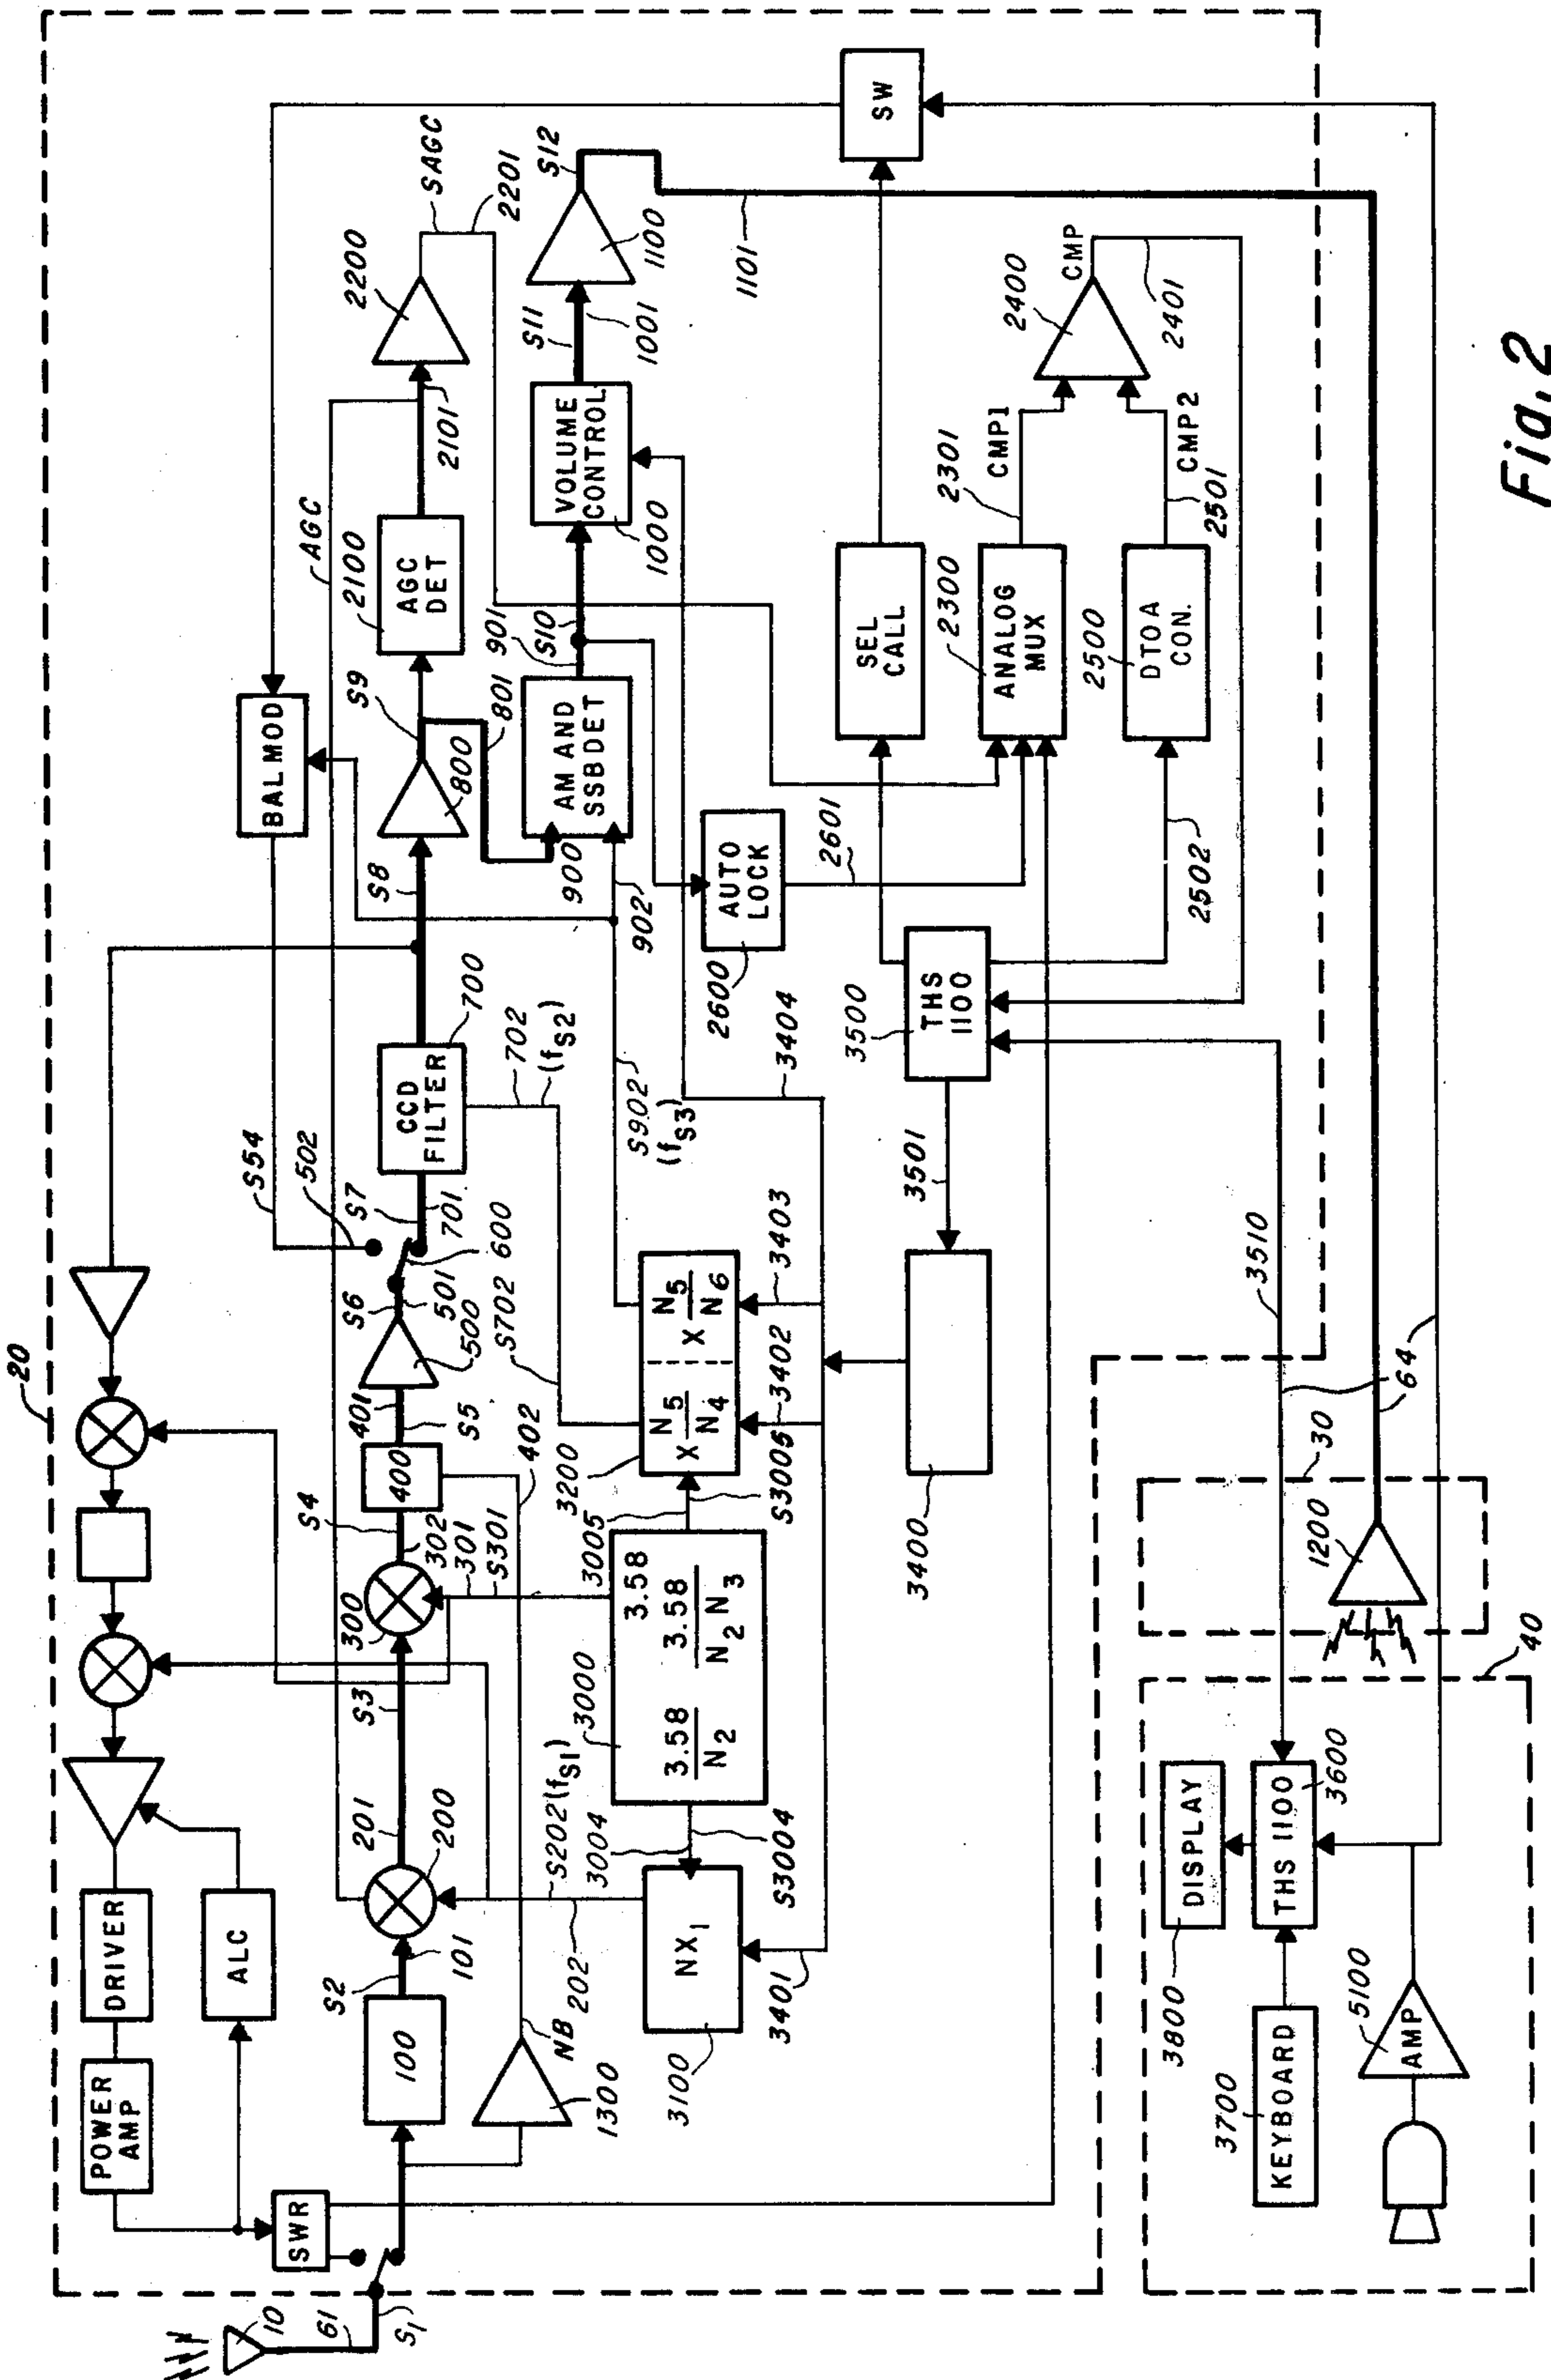 20
S54
502
BALMOD
POWER
AMP
DRIVER
ALC
SWR
AGC
S9
2100
AGC
DET
2101
2200
SAGC
2201
10
61
S1
100
S2
101
201
200
S3
300
S4
302
301
S301
400
401
S5
402
S6
501
500
600
S7
701
CCD
FILTER
700
702
(fS2)
S8
800
801
900
AM AND
SSBDET
901
S10
902
VOLUME
CONTROL
1000
S11
1001
1100
S12
1101
NB
1300
202
S202(fS1)
3004
S3004
NX1
3100
3401
3000
3.58
3.58
N2
3.58
N2N3
3005
S3005
3200
X N5
N4
X N5
N6
S702
S902
(fS3)
3402
3403
3404
3400
3501
AUTO
LOCK
2600
2601
3500
THS
1100
SEL
CALL
SW
2300
ANALOG
MUX
2301
CMP1
2400
CMP
2401
2500
DTOA
CON.
CMP2
2501
2502
3510
64
30
1200
40
3800
DISPLAY
THS 1100
3600
3700
KEYBOARD
5100
AMP
Fig. 2